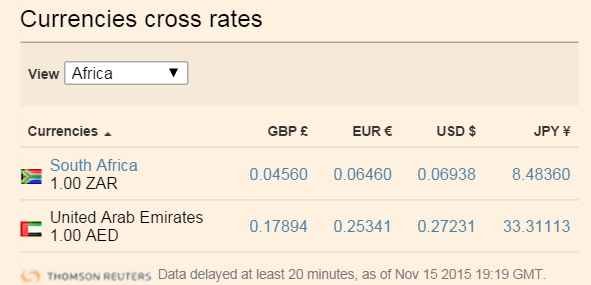 Currencies cross rates
View Africa ▼
Currencies ▲ GBP £ EUR € USD $ JPY ¥
South Africa
1.00 ZAR 0.04560 0.06460 0.06938 8.48360
United Arab Emirates
1.00 AED 0.17894 0.25341 0.27231 33.31113
THOMSON REUTERS Data delayed at least 20 minutes, as of Nov 15 2015 19:19 GMT.